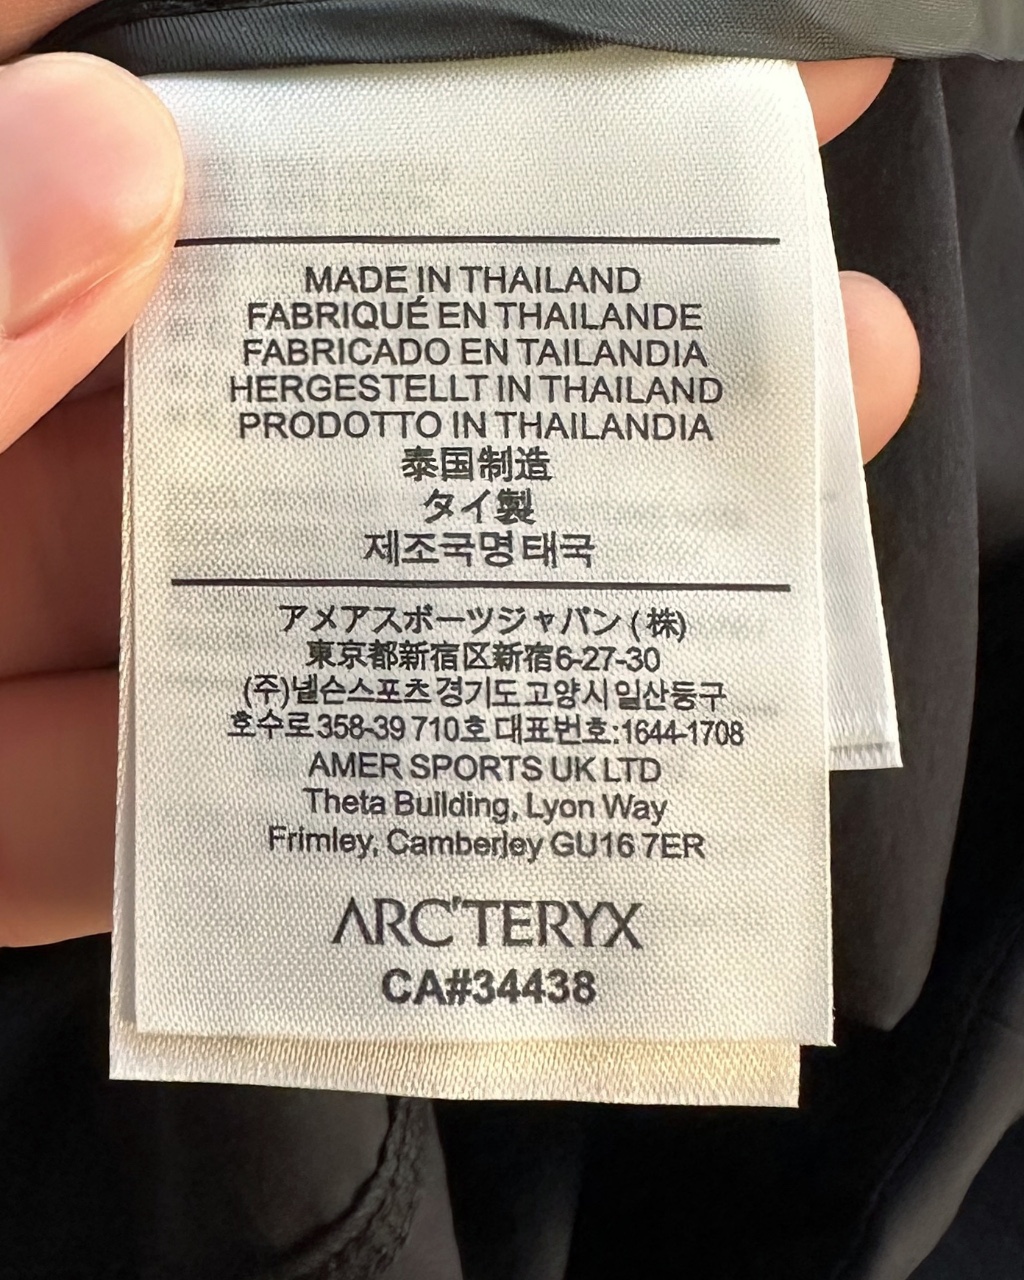 MADE IN THAILAND
FABRIQUÉ EN THAILANDE
FABRICADO EN TAILANDIA
HERGESTELLT IN THAILAND
PRODOTTO IN THAILANDIA
泰国制造
タイ製
제조국명 태국
アメアスポーツジャパン (株)
東京都新宿区新宿6-27-30
(주)넬슨스포츠 경기도 고양시 일산동구
호수로 358-39 710호 대표번호:1644-1708
AMER SPORTS UK LTD
Theta Building, Lyon Way
Frimley, Camberley GU16 7ER
ARC'TERYX
CA#34438